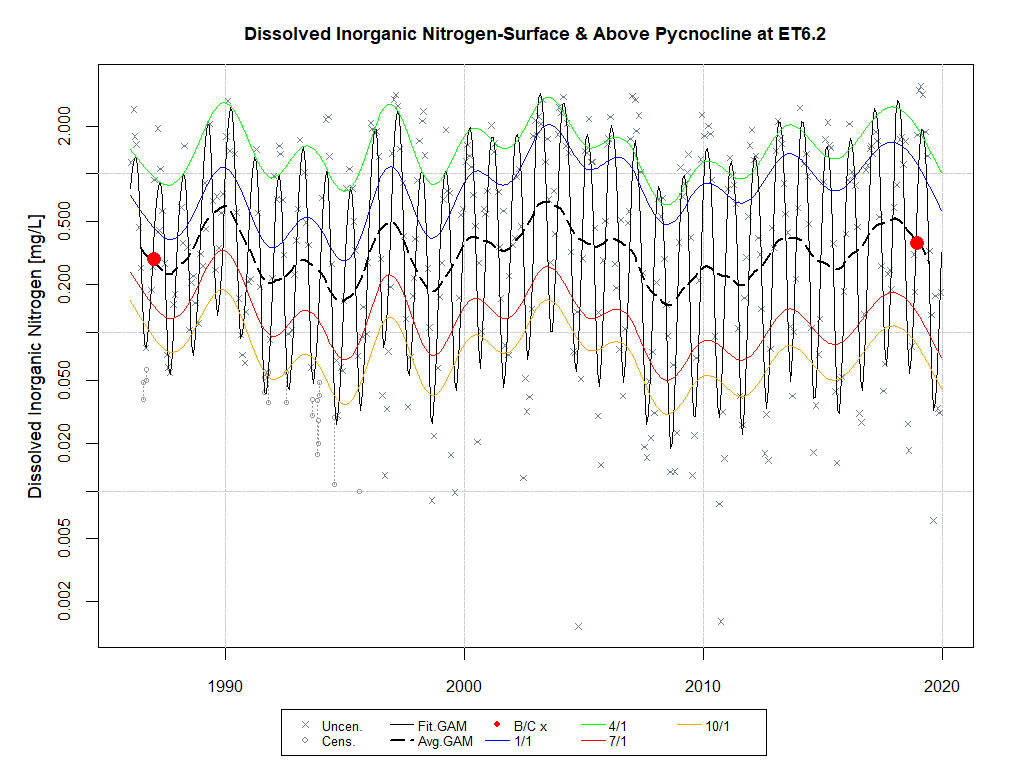 Dissolved Inorganic Nitrogen-Surface & Above Pycnocline at ET6.2
Dissolved Inorganic Nitrogen [mg/L]
2.000
0.500
0.200
0.050
0.020
0.005
0.002
1990 2000 2010 2020
Uncen. Fit.GAM B/C x 4/1 10/1
Cens. Avg.GAM 1/1 7/1